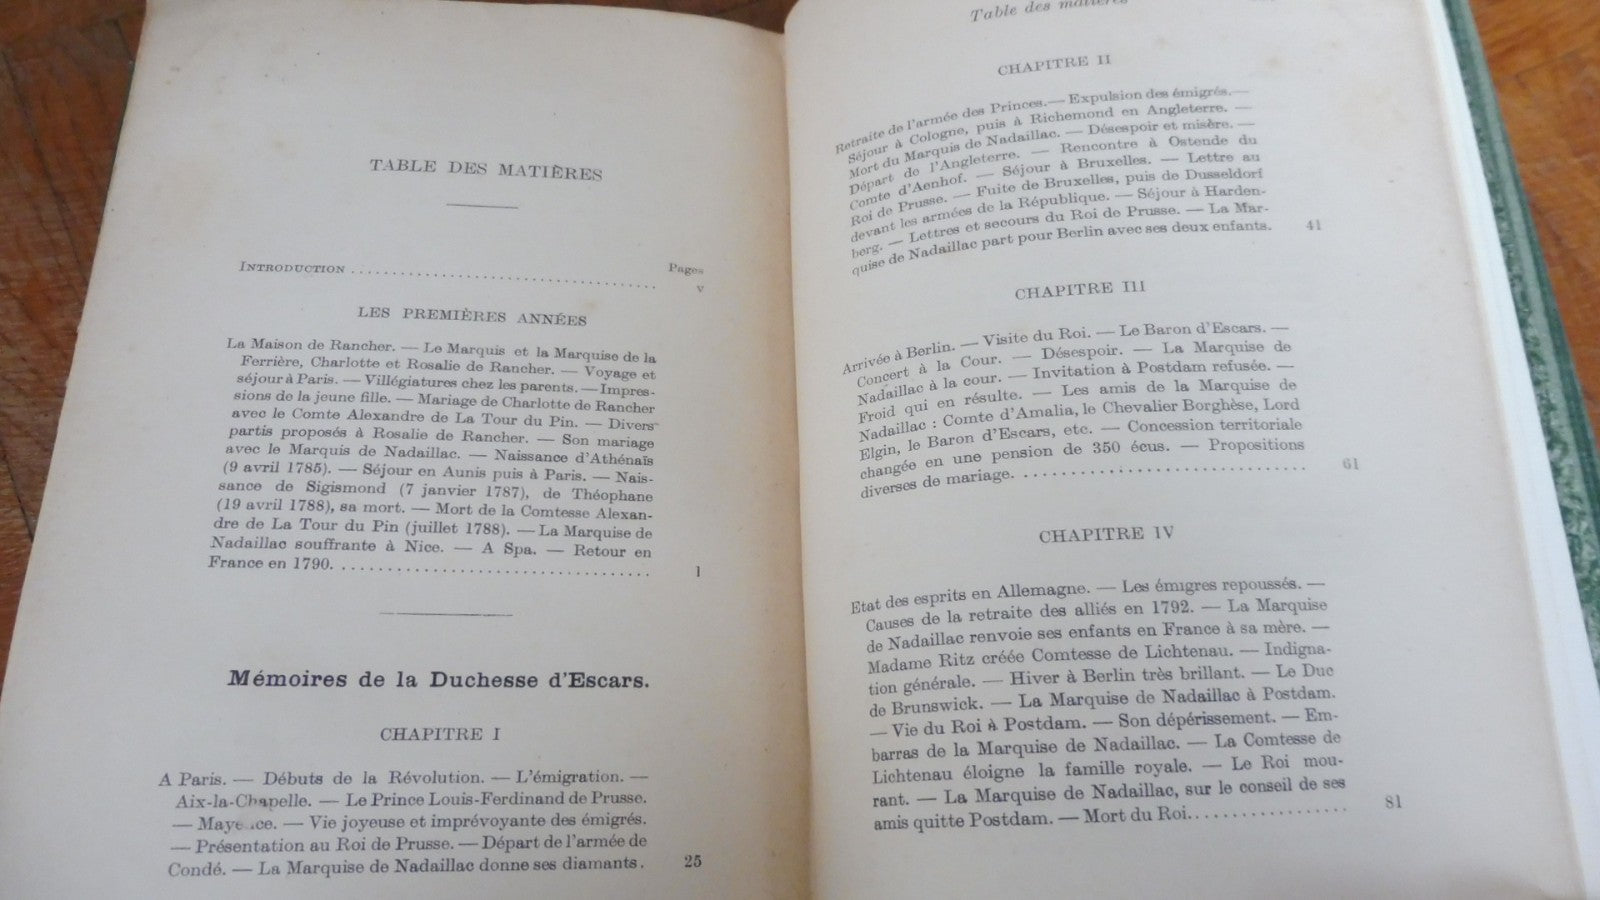 TABLE DES MATIÈRES
Pages
INTRODUCTION ........................................ v
LES PREMIÈRES ANNÉES
La Maison de Rancher. — Le Marquis et la Marquise de la
Ferrière, Charlotte et Rosalie de Rancher. — Voyage et
séjour à Paris. — Villégiatures chez les parents. — Impres-
sions de la jeune fille. — Mariage de Charlotte de Rancher
avec le Comte Alexandre de La Tour du Pin. — Divers
partis proposés à Rosalie de Rancher. — Son mariage
avec le Marquis de Nadaillac. — Naissance d'Athénaïs
(9 avril 1785). — Séjour en Aunis puis à Paris. — Nais-
sance de Sigismond (7 janvier 1787), de Théophane
(19 avril 1788), sa mort. — Mort de la Comtesse Alexan-
dre de La Tour du Pin (juillet 1788). — La Marquise de
Nadaillac souffrante à Nice. — A Spa. — Retour en
France en 1790. .................................. 1
Mémoires de la Duchesse d'Escars.
CHAPITRE I
A Paris. — Débuts de la Révolution. — L'émigration. —
Aix-la-Chapelle. — Le Prince Louis-Ferdinand de Prusse.
— Mayence. — Vie joyeuse et imprévoyante des émigrés.
— Présentation au Roi de Prusse. — Départ de l'armée de
Condé. — La Marquise de Nadaillac donne ses diamants. 25
Table des matières
CHAPITRE II
Retraite de l'armée des Princes. — Expulsion des émigrés. —
Séjour à Cologne, puis à Richemond en Angleterre. —
Mort du Marquis de Nadaillac. — Désespoir et misère. —
Départ de l'Angleterre. — Rencontre à Ostende du
Comte d'Aenhof. — Séjour à Bruxelles. — Lettre au
Roi de Prusse. — Fuite de Bruxelles, puis de Dusseldorf
devant les armées de la République. — Séjour à Harden-
berg. — Lettres et secours du Roi de Prusse. — La Mar-
quise de Nadaillac part pour Berlin avec ses deux enfants. 41
CHAPITRE III
Arrivée à Berlin. — Visite du Roi. — Le Baron d'Escars. —
Concert à la Cour. — Désespoir. — La Marquise de
Nadaillac à la cour. — Invitation à Postdam refusée. —
Froid qui en résulte. — Les amis de la Marquise de
Nadaillac : Comte d'Amalia, le Chevalier Borghèse, Lord
Elgin, le Baron d'Escars, etc. — Concession territoriale
changée en une pension de 350 écus. — Propositions
diverses de mariage. .............................. 61
CHAPITRE IV
Etat des esprits en Allemagne. — Les émigres repoussés. —
Causes de la retraite des alliés en 1792. — La Marquise
de Nadaillac renvoie ses enfants en France à sa mère. —
Madame Ritz créée Comtesse de Lichtenau. — Indigna-
tion générale. — Hiver à Berlin très brillant. — Le Duc
de Brunswick. — La Marquise de Nadaillac à Postdam.
— Vie du Roi à Postdam. — Son dépérissement. — Em-
barras de la Marquise de Nadaillac. — La Comtesse de
Lichtenau éloigne la famille royale. — Le Roi mou-
rant. — La Marquise de Nadaillac, sur le conseil de ses
amis quitte Postdam. — Mort du Roi. ................ 81